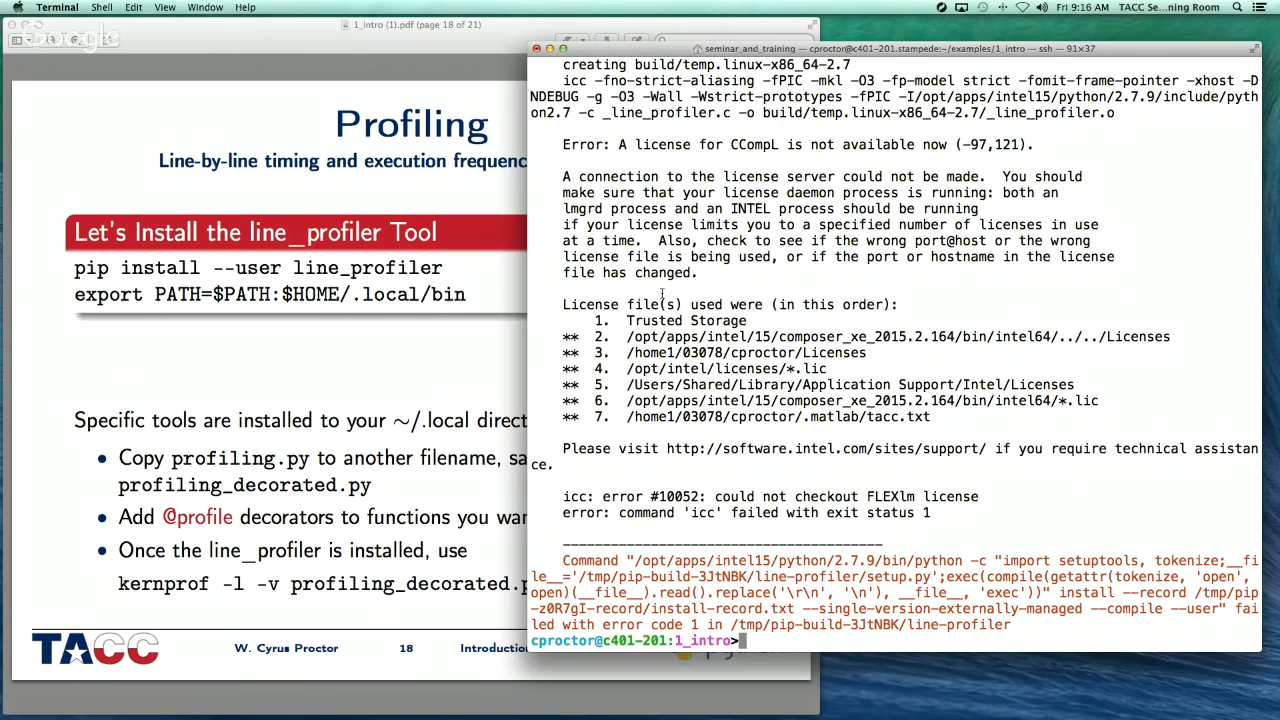 Terminal Shell Edit View Window Help
Fri 9:16 AM TACC Se...ning Room
1_intro (1).pdf (page 18 of 21)
Google
Profiling
Line-by-line timing and execution frequenc
Let's Install the line_profiler Tool
pip install --user line_profiler
export PATH=$PATH:$HOME/.local/bin
Specific tools are installed to your ~/.local direct
• Copy profiling.py to another filename, sa
profiling_decorated.py
• Add @profile decorators to functions you wan
• Once the line_profiler is installed, use
kernprof -l -v profiling_decorated.p
TACC W. Cyrus Proctor 18 Introduction
seminar_and_training — cproctor@c401-201.stampede:~/examples/1_intro — ssh — 91×37
creating build/temp.linux-x86_64-2.7
icc -fno-strict-aliasing -fPIC -mkl -O3 -fp-model strict -fomit-frame-pointer -xhost -D
NDEBUG -g -O3 -Wall -Wstrict-prototypes -fPIC -I/opt/apps/intel15/python/2.7.9/include/pyth
on2.7 -c _line_profiler.c -o build/temp.linux-x86_64-2.7/_line_profiler.o
Error: A license for CCompL is not available now (-97,121).
A connection to the license server could not be made.  You should
make sure that your license daemon process is running: both an
lmgrd process and an INTEL process should be running
if your license limits you to a specified number of licenses in use
at a time.  Also, check to see if the wrong port@host or the wrong
license file is being used, or if the port or hostname in the license
file has changed.
License file(s) used were (in this order):
1.  Trusted Storage
**  2.  /opt/apps/intel/15/composer_xe_2015.2.164/bin/intel64/../../Licenses
**  3.  /home1/03078/cproctor/Licenses
**  4.  /opt/intel/licenses/*.lic
**  5.  /Users/Shared/Library/Application Support/Intel/Licenses
**  6.  /opt/apps/intel/15/composer_xe_2015.2.164/bin/intel64/*.lic
**  7.  /home1/03078/cproctor/.matlab/tacc.txt
Please visit http://software.intel.com/sites/support/ if you require technical assistan
ce.
icc: error #10052: could not checkout FLEXlm license
error: command 'icc' failed with exit status 1
----------------------------------------
Command "/opt/apps/intel15/python/2.7.9/bin/python -c "import setuptools, tokenize;__fi
le__='/tmp/pip-build-3JtNBK/line-profiler/setup.py';exec(compile(getattr(tokenize, 'open',
open)(__file__).read().replace('\r\n', '\n'), __file__, 'exec'))" install --record /tmp/pip
-z0R7gI-record/install-record.txt --single-version-externally-managed --compile --user" fai
led with error code 1 in /tmp/pip-build-3JtNBK/line-profiler
cproctor@c401-201:1_intro>